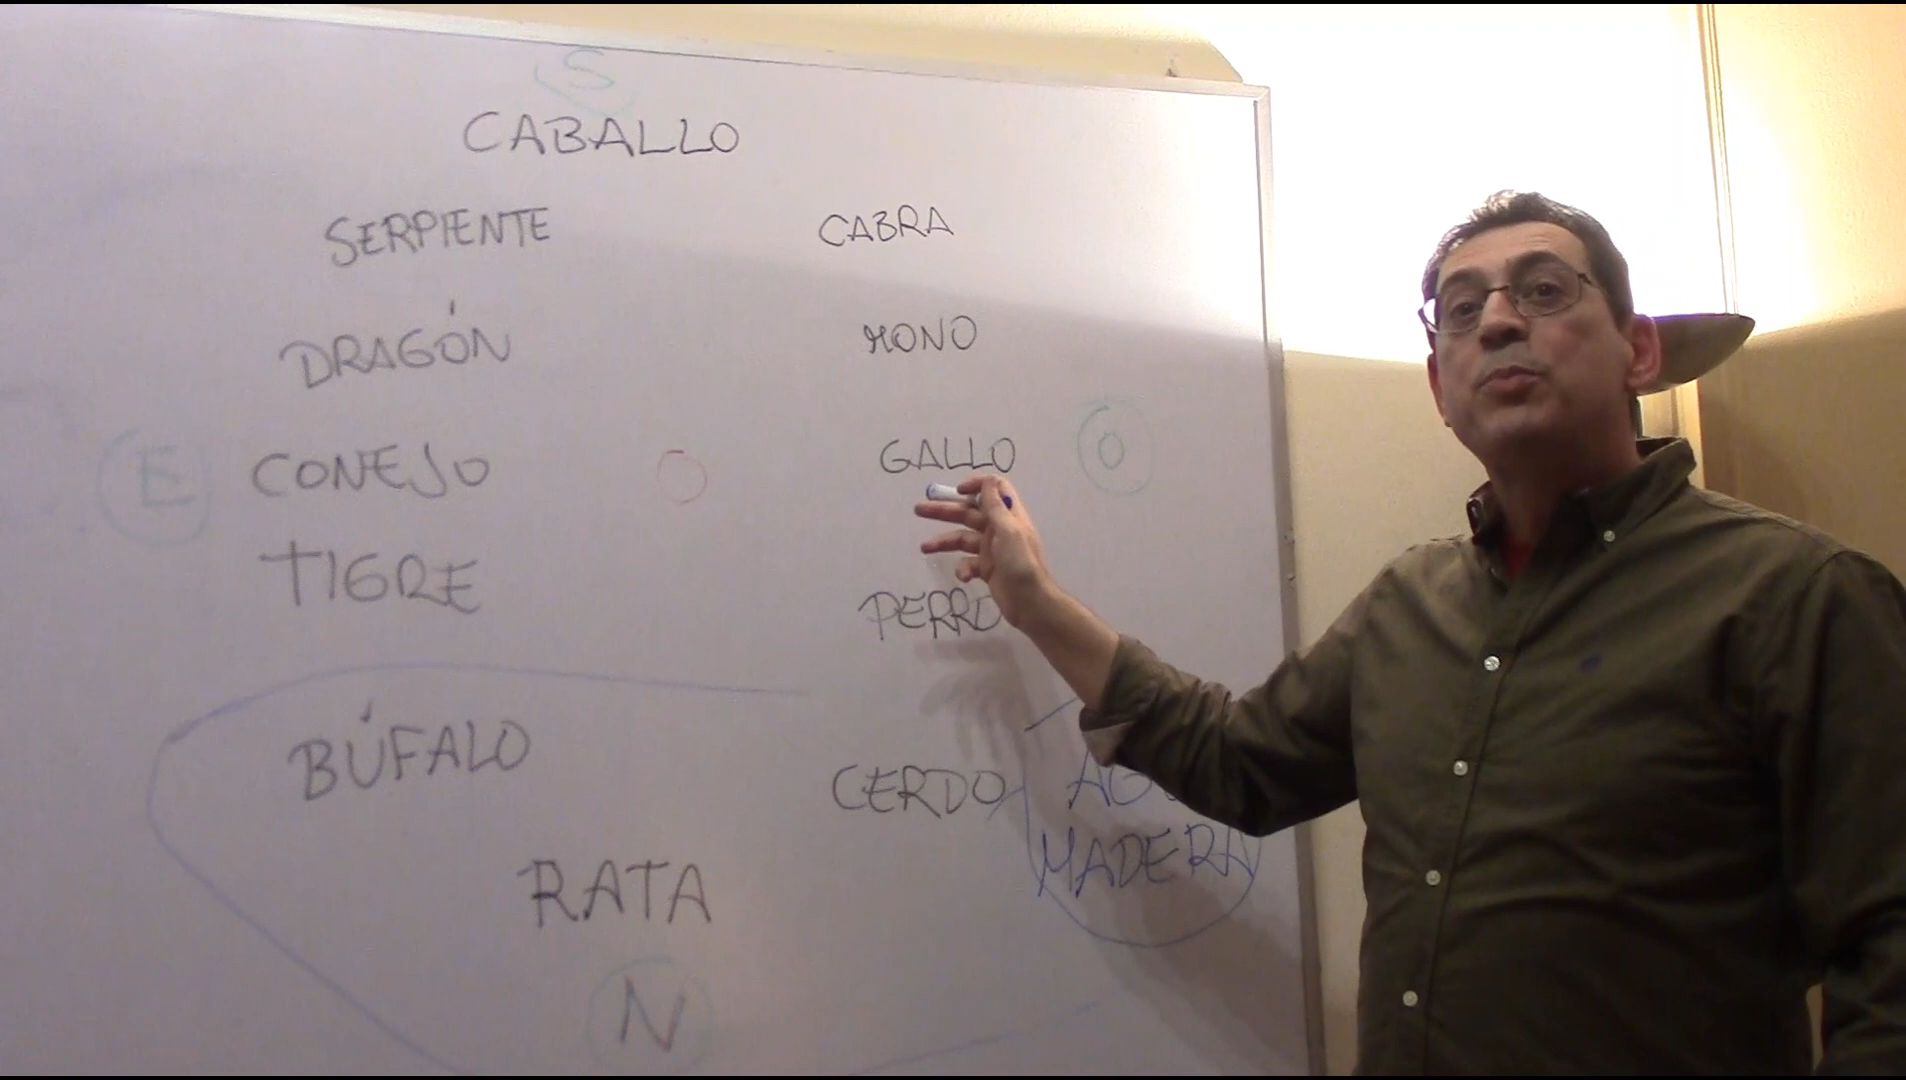 S
CABALLO
SERPIENTE
CABRA
DRAGÓN
MONO
E
CONEJO
GALLO
O
TIGRE
PERRO
BÚFALO
CERDO
MADERA
RATA
N